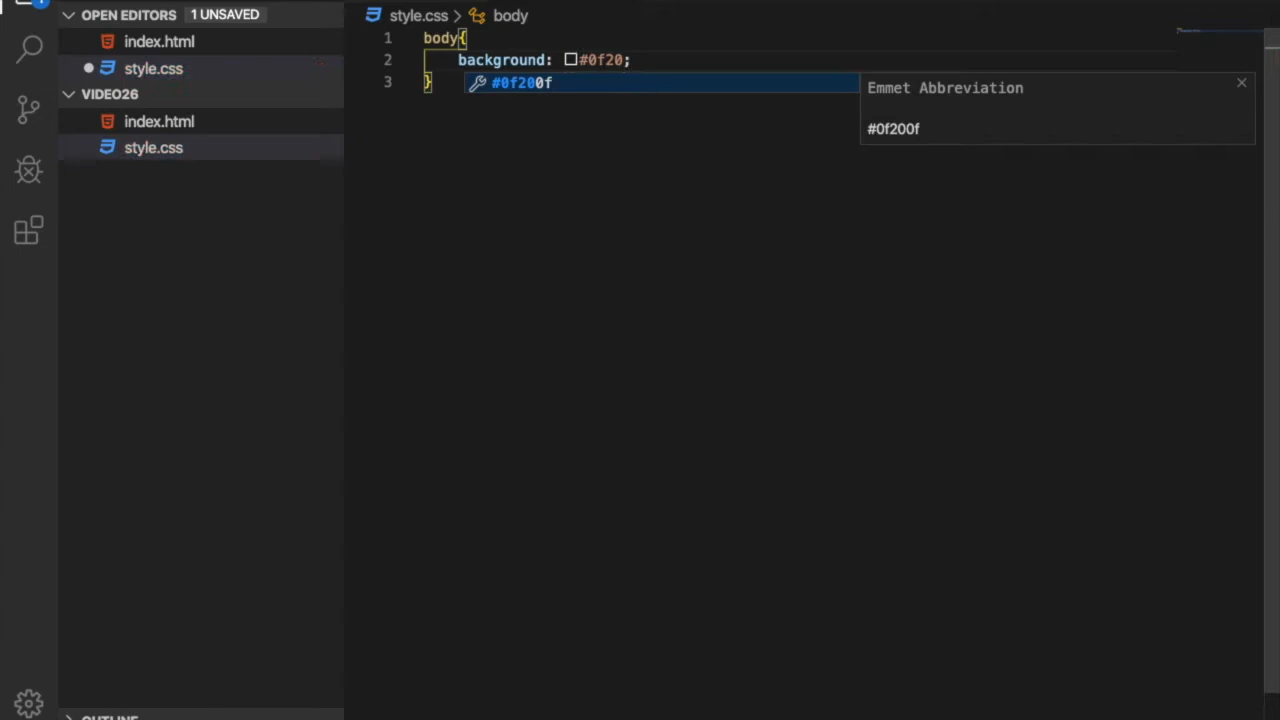 OPEN EDITORS 1 UNSAVED
index.html
style.css
VIDEO26
index.html
style.css
OUTLINE
style.css > body
1 body{
2 background: #0f20;
3 }
#0f200f
Emmet Abbreviation
#0f200f